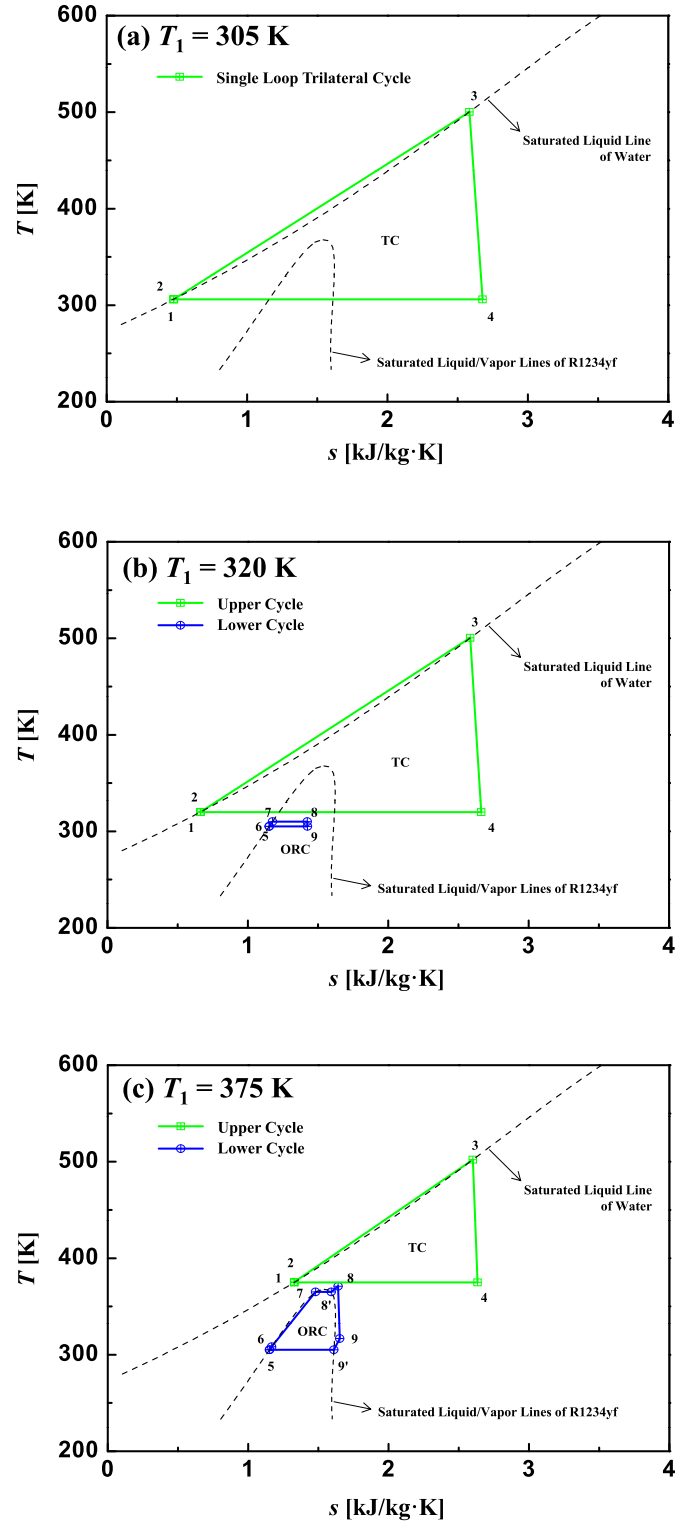 (a) T1 = 305 K
Single Loop Trilateral Cycle
600
500
400
300
200
T [K]
3
Saturated Liquid Line
of Water
TC
2
1
4
Saturated Liquid/Vapor Lines of R1234yf
0 1 2 3 4
s [kJ/kg·K]
(b) T1 = 320 K
Upper Cycle
Lower Cycle
600
500
400
300
200
T [K]
3
Saturated Liquid Line
of Water
TC
2
1
7 8
6
5 9
4
ORC
Saturated Liquid/Vapor Lines of R1234yf
0 1 2 3 4
s [kJ/kg·K]
(c) T1 = 375 K
Upper Cycle
Lower Cycle
600
500
400
300
200
T [K]
3
Saturated Liquid Line
of Water
TC
2
1 8
7 8' 4
ORC
6 9
5 9'
Saturated Liquid/Vapor Lines of R1234yf
0 1 2 3 4
s [kJ/kg·K]